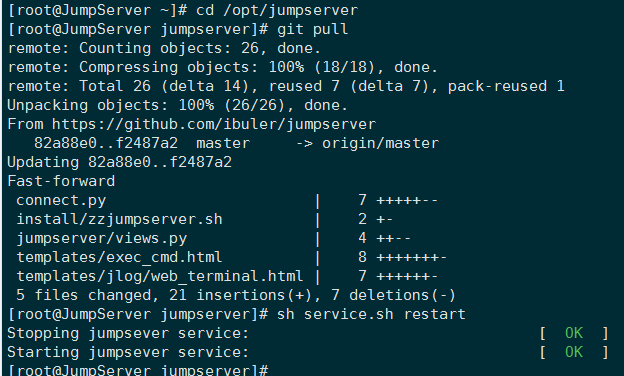 [root@JumpServer ~]# cd /opt/jumpserver
[root@JumpServer jumpserver]# git pull
remote: Counting objects: 26, done.
remote: Compressing objects: 100% (18/18), done.
remote: Total 26 (delta 14), reused 7 (delta 7), pack-reused 1
Unpacking objects: 100% (26/26), done.
From https://github.com/ibuler/jumpserver
   82a88e0..f2487a2  master     -> origin/master
Updating 82a88e0..f2487a2
Fast-forward
 connect.py                      |    7 +++++--
 install/zzjumpserver.sh         |    2 +-
 jumpserver/views.py             |    4 ++--
 templates/exec_cmd.html         |    8 +++++++-
 templates/jlog/web_terminal.html |    7 ++++++-
 5 files changed, 21 insertions(+), 7 deletions(-)
[root@JumpServer jumpserver]# sh service.sh restart
Stopping jumpsever service:                                [  OK  ]
Starting jumpsever service:                                [  OK  ]
[root@JumpServer jumpserver]#